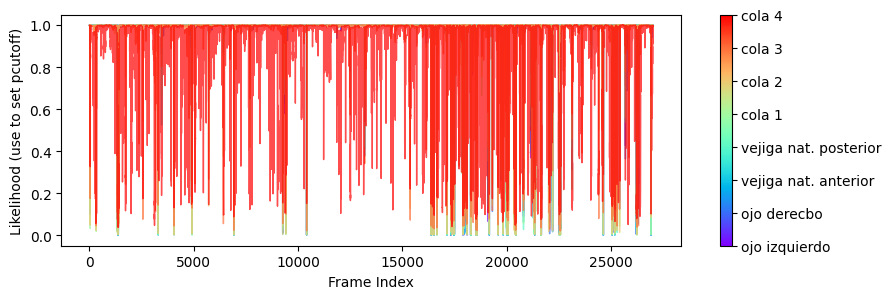 Likelihood (use to set pcutoff)
1.0
0.8
0.6
0.4
0.2
0.0
0
5000
10000
15000
20000
25000
Frame Index
cola 4
cola 3
cola 2
cola 1
vejiga nat. posterior
vejiga nat. anterior
ojo derecbo
ojo izquierdo